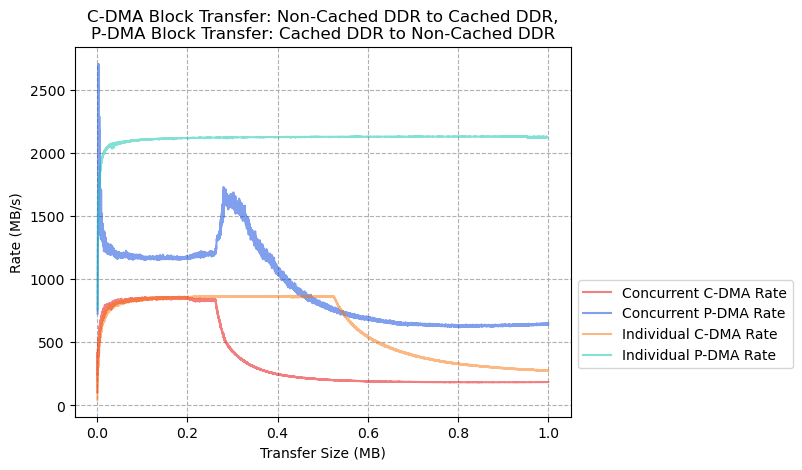 C-DMA Block Transfer: Non-Cached DDR to Cached DDR,
P-DMA Block Transfer: Cached DDR to Non-Cached DDR
2500
2000
1500
1000
500
0
Rate (MB/s)
0.0 0.2 0.4 0.6 0.8 1.0
Transfer Size (MB)
Concurrent C-DMA Rate
Concurrent P-DMA Rate
Individual C-DMA Rate
Individual P-DMA Rate